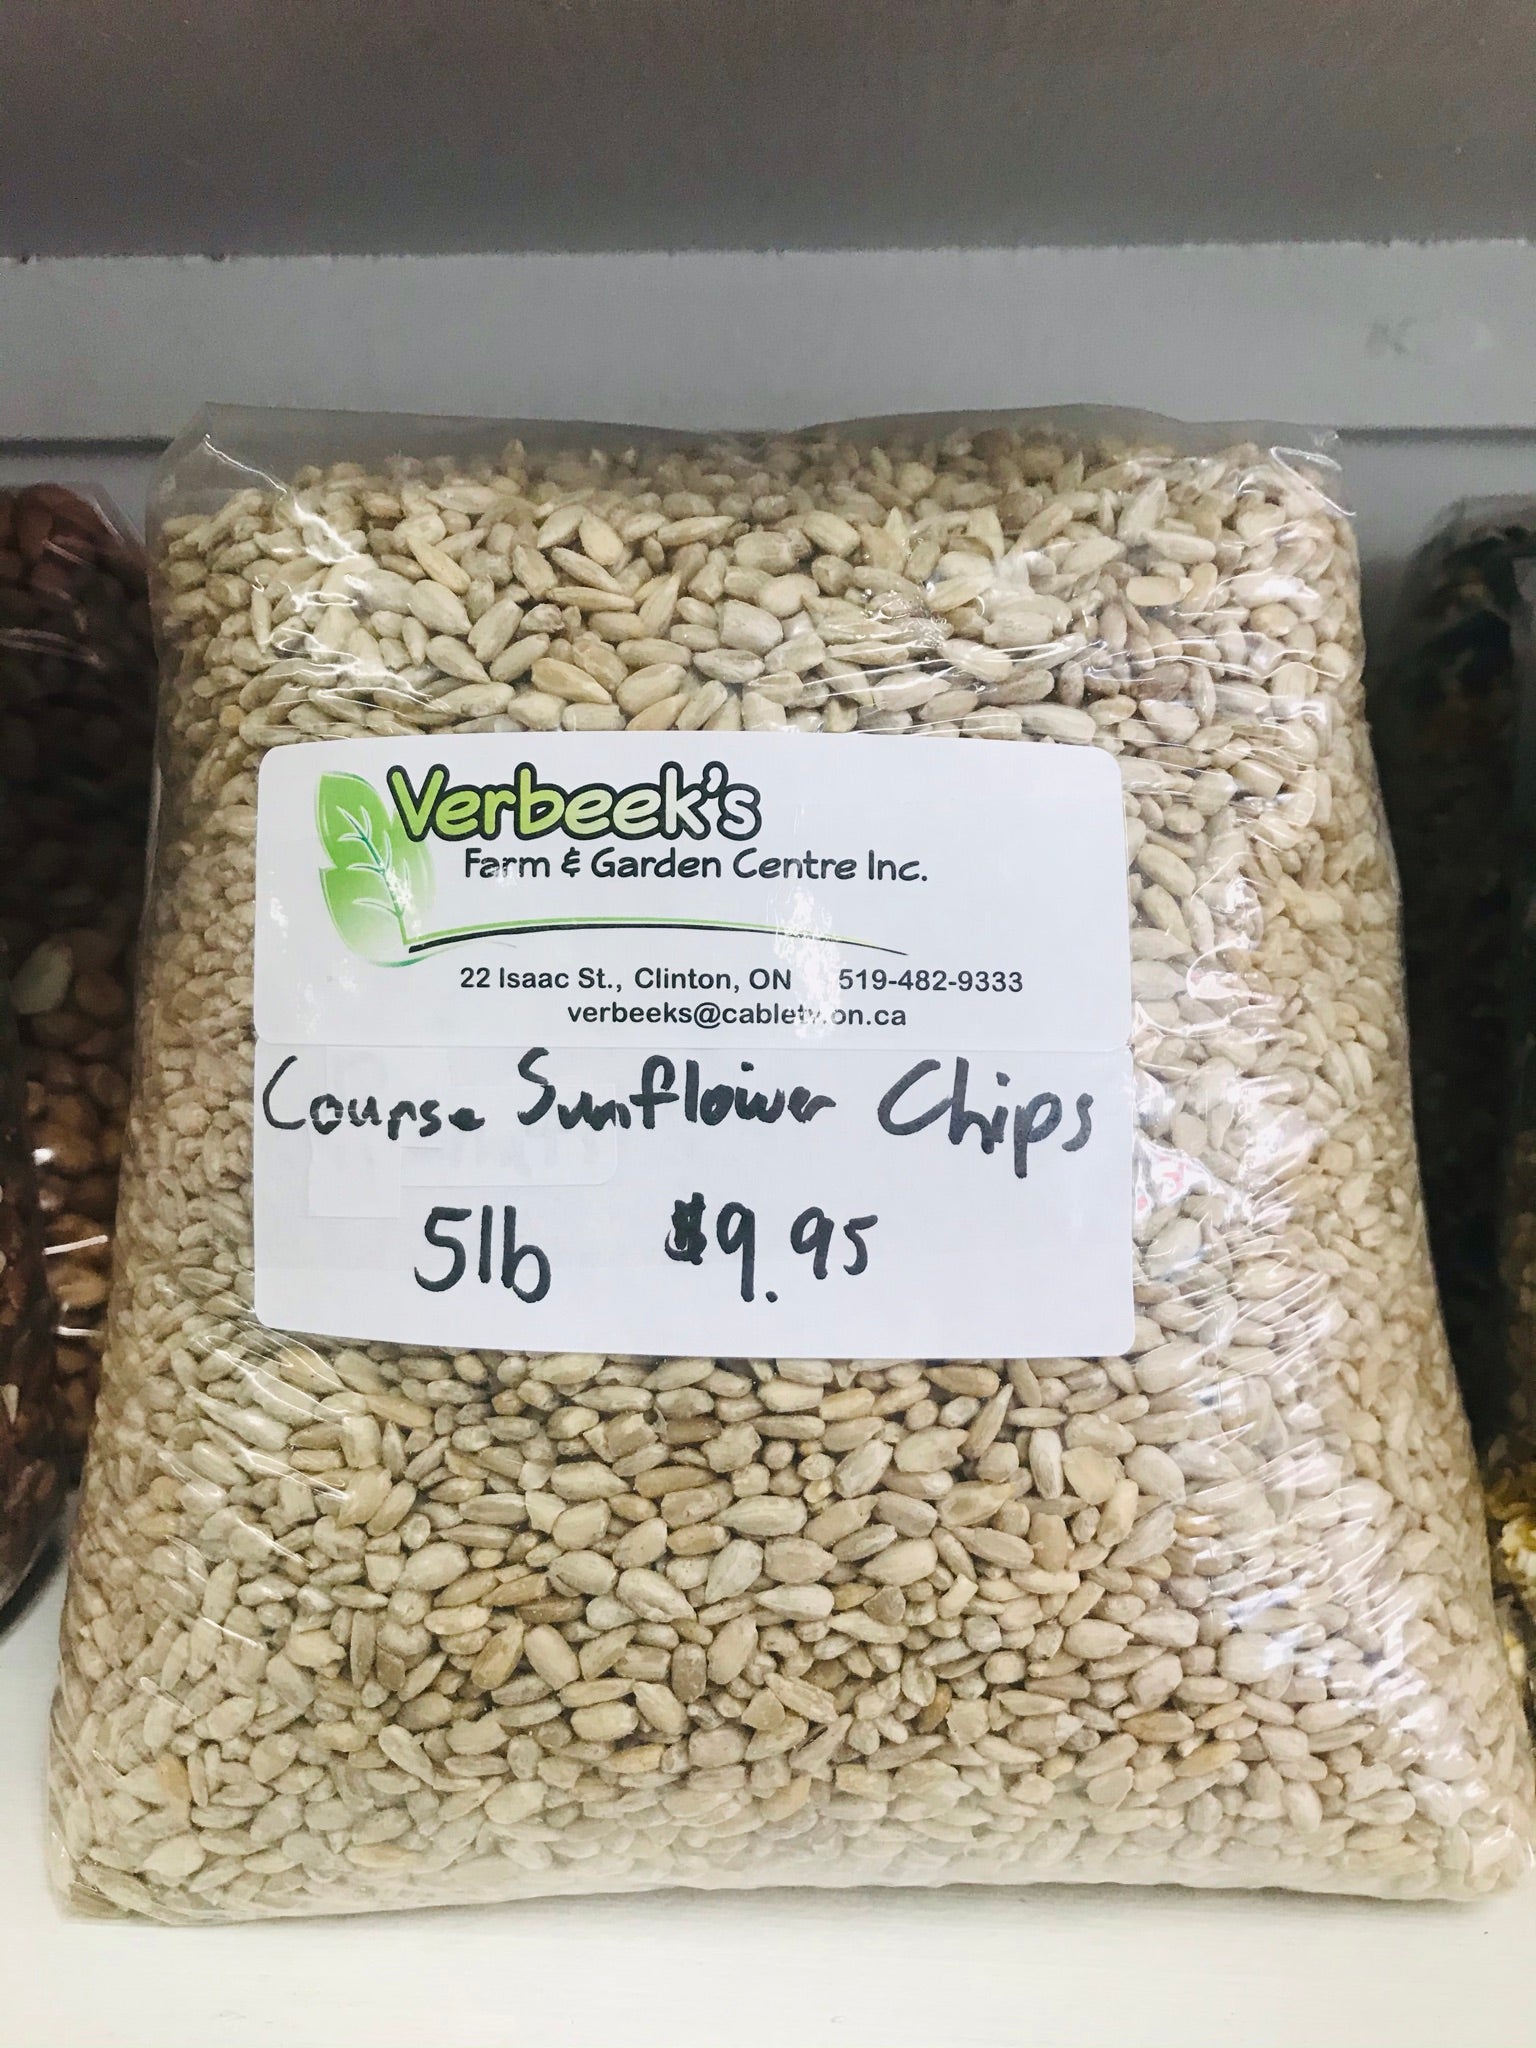 Verbeek's
Farm & Garden Centre Inc.
22 Isaac St., Clinton, ON 519-482-9333
verbeeks@cabletv.on.ca
Course Sunflower Chips
5lb $9.95